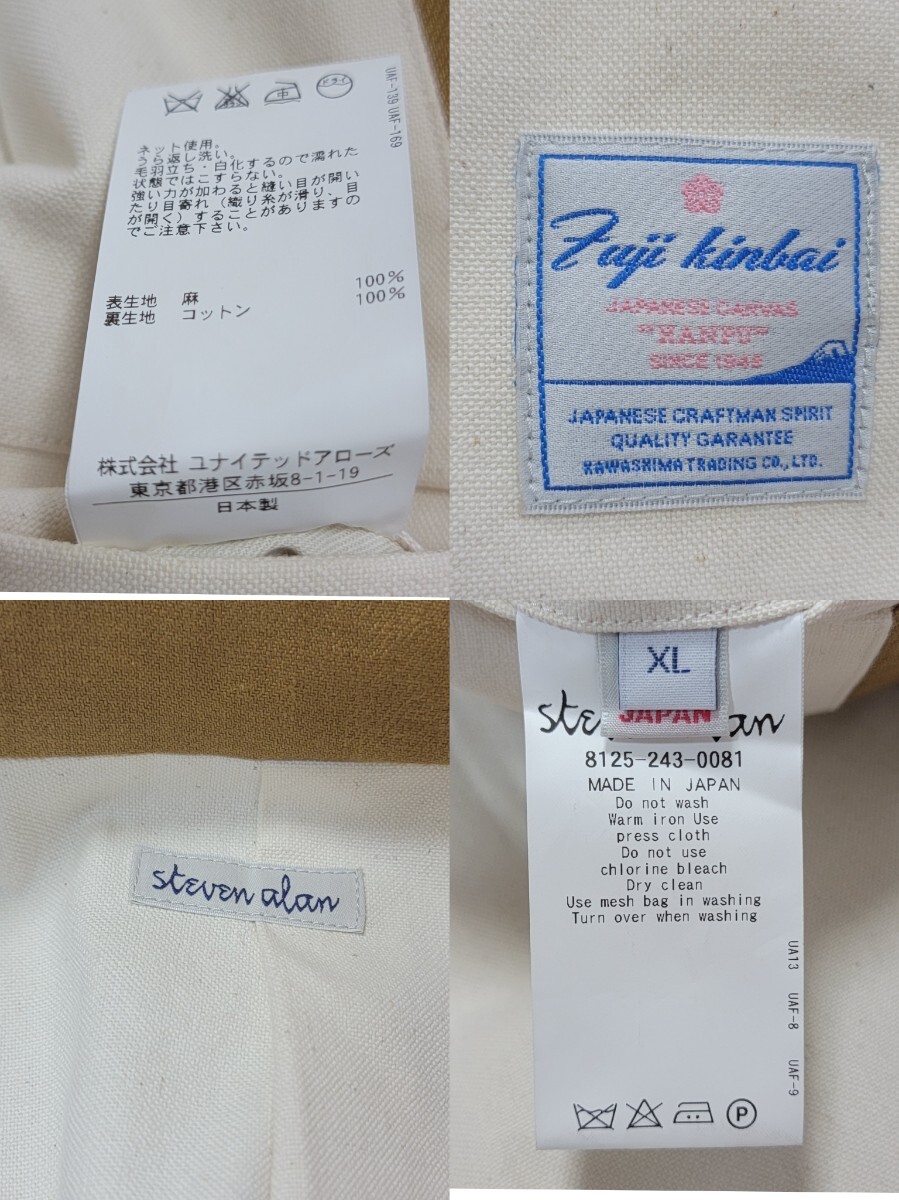 ドライ
中
UAF-139 UAF-169
ネット使用。
うら返し洗い。
毛羽立ち・白化するので濡れた
状態ではこすらない。
強い力が加わると縫い目が開い
たり目寄れ（織り糸が滑り、目
が開く）することがありますの
でご注意下さい。
表生地 麻 100%
裏生地 コットン 100%
株式会社 ユナイテッドアローズ
東京都港区赤坂8-1-19
日本製
Fuji kinbai
JAPANESE CANVAS
"HANPU"
SINCE 1948
JAPANESE CRAFTMAN SPIRIT
QUALITY GARANTEE
KAWASHIMA TRADING CO., LTD.
steven alan
XL
JAPAN
ste an
8125-243-0081
MADE IN JAPAN
Do not wash
Warm iron Use
press cloth
Do not use
chlorine bleach
Dry clean
Use mesh bag in washing
Turn over when washing
UA13 UAF-8 UAF-9
P